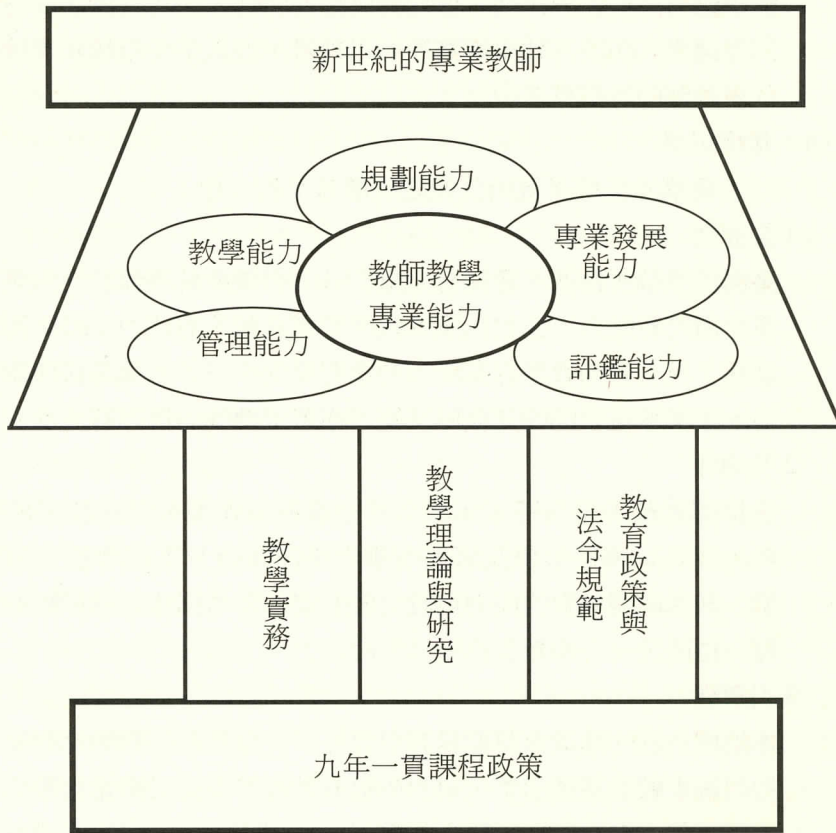 新世紀的專業教師
規劃能力
教學能力
專業發展
能力
教師教學
專業能力
管理能力
評鑑能力
教學實務
教學理論與研究
教育政策與
法令規範
九年一貫課程政策